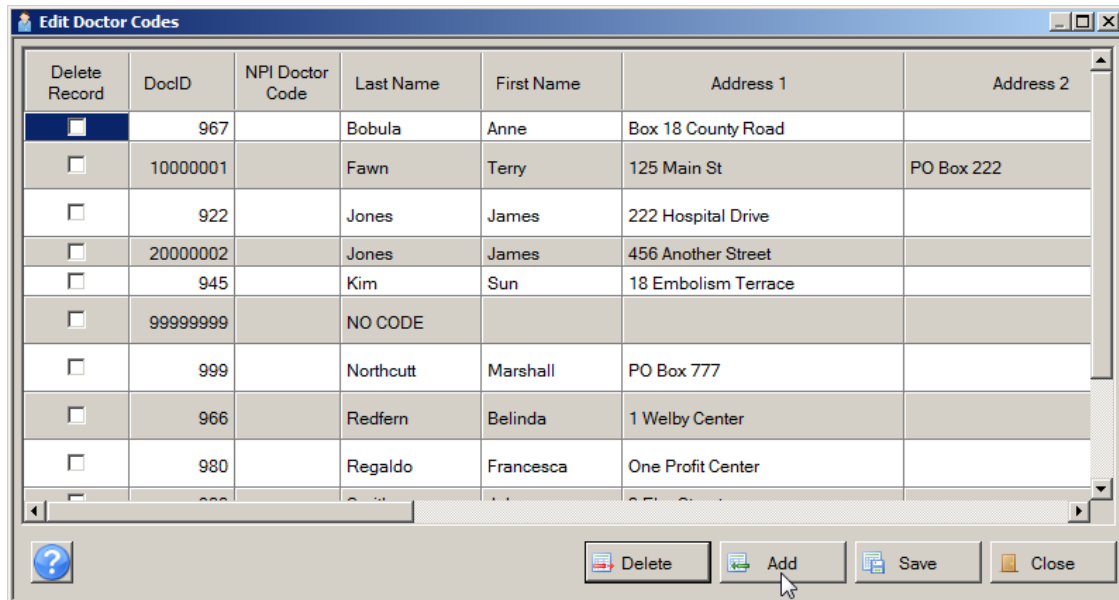 Edit Doctor Codes
Delete Record DocID NPI Doctor Code Last Name First Name Address 1 Address 2
967 Bobula Anne Box 18 County Road
10000001 Fawn Terry 125 Main St PO Box 222
922 Jones James 222 Hospital Drive
20000002 Jones James 456 Another Street
945 Kim Sun 18 Embolism Terrace
99999999 NO CODE
999 Northcutt Marshall PO Box 777
966 Redfern Belinda 1 Welby Center
980 Regaldo Francesca One Profit Center
? Delete Add Save Close